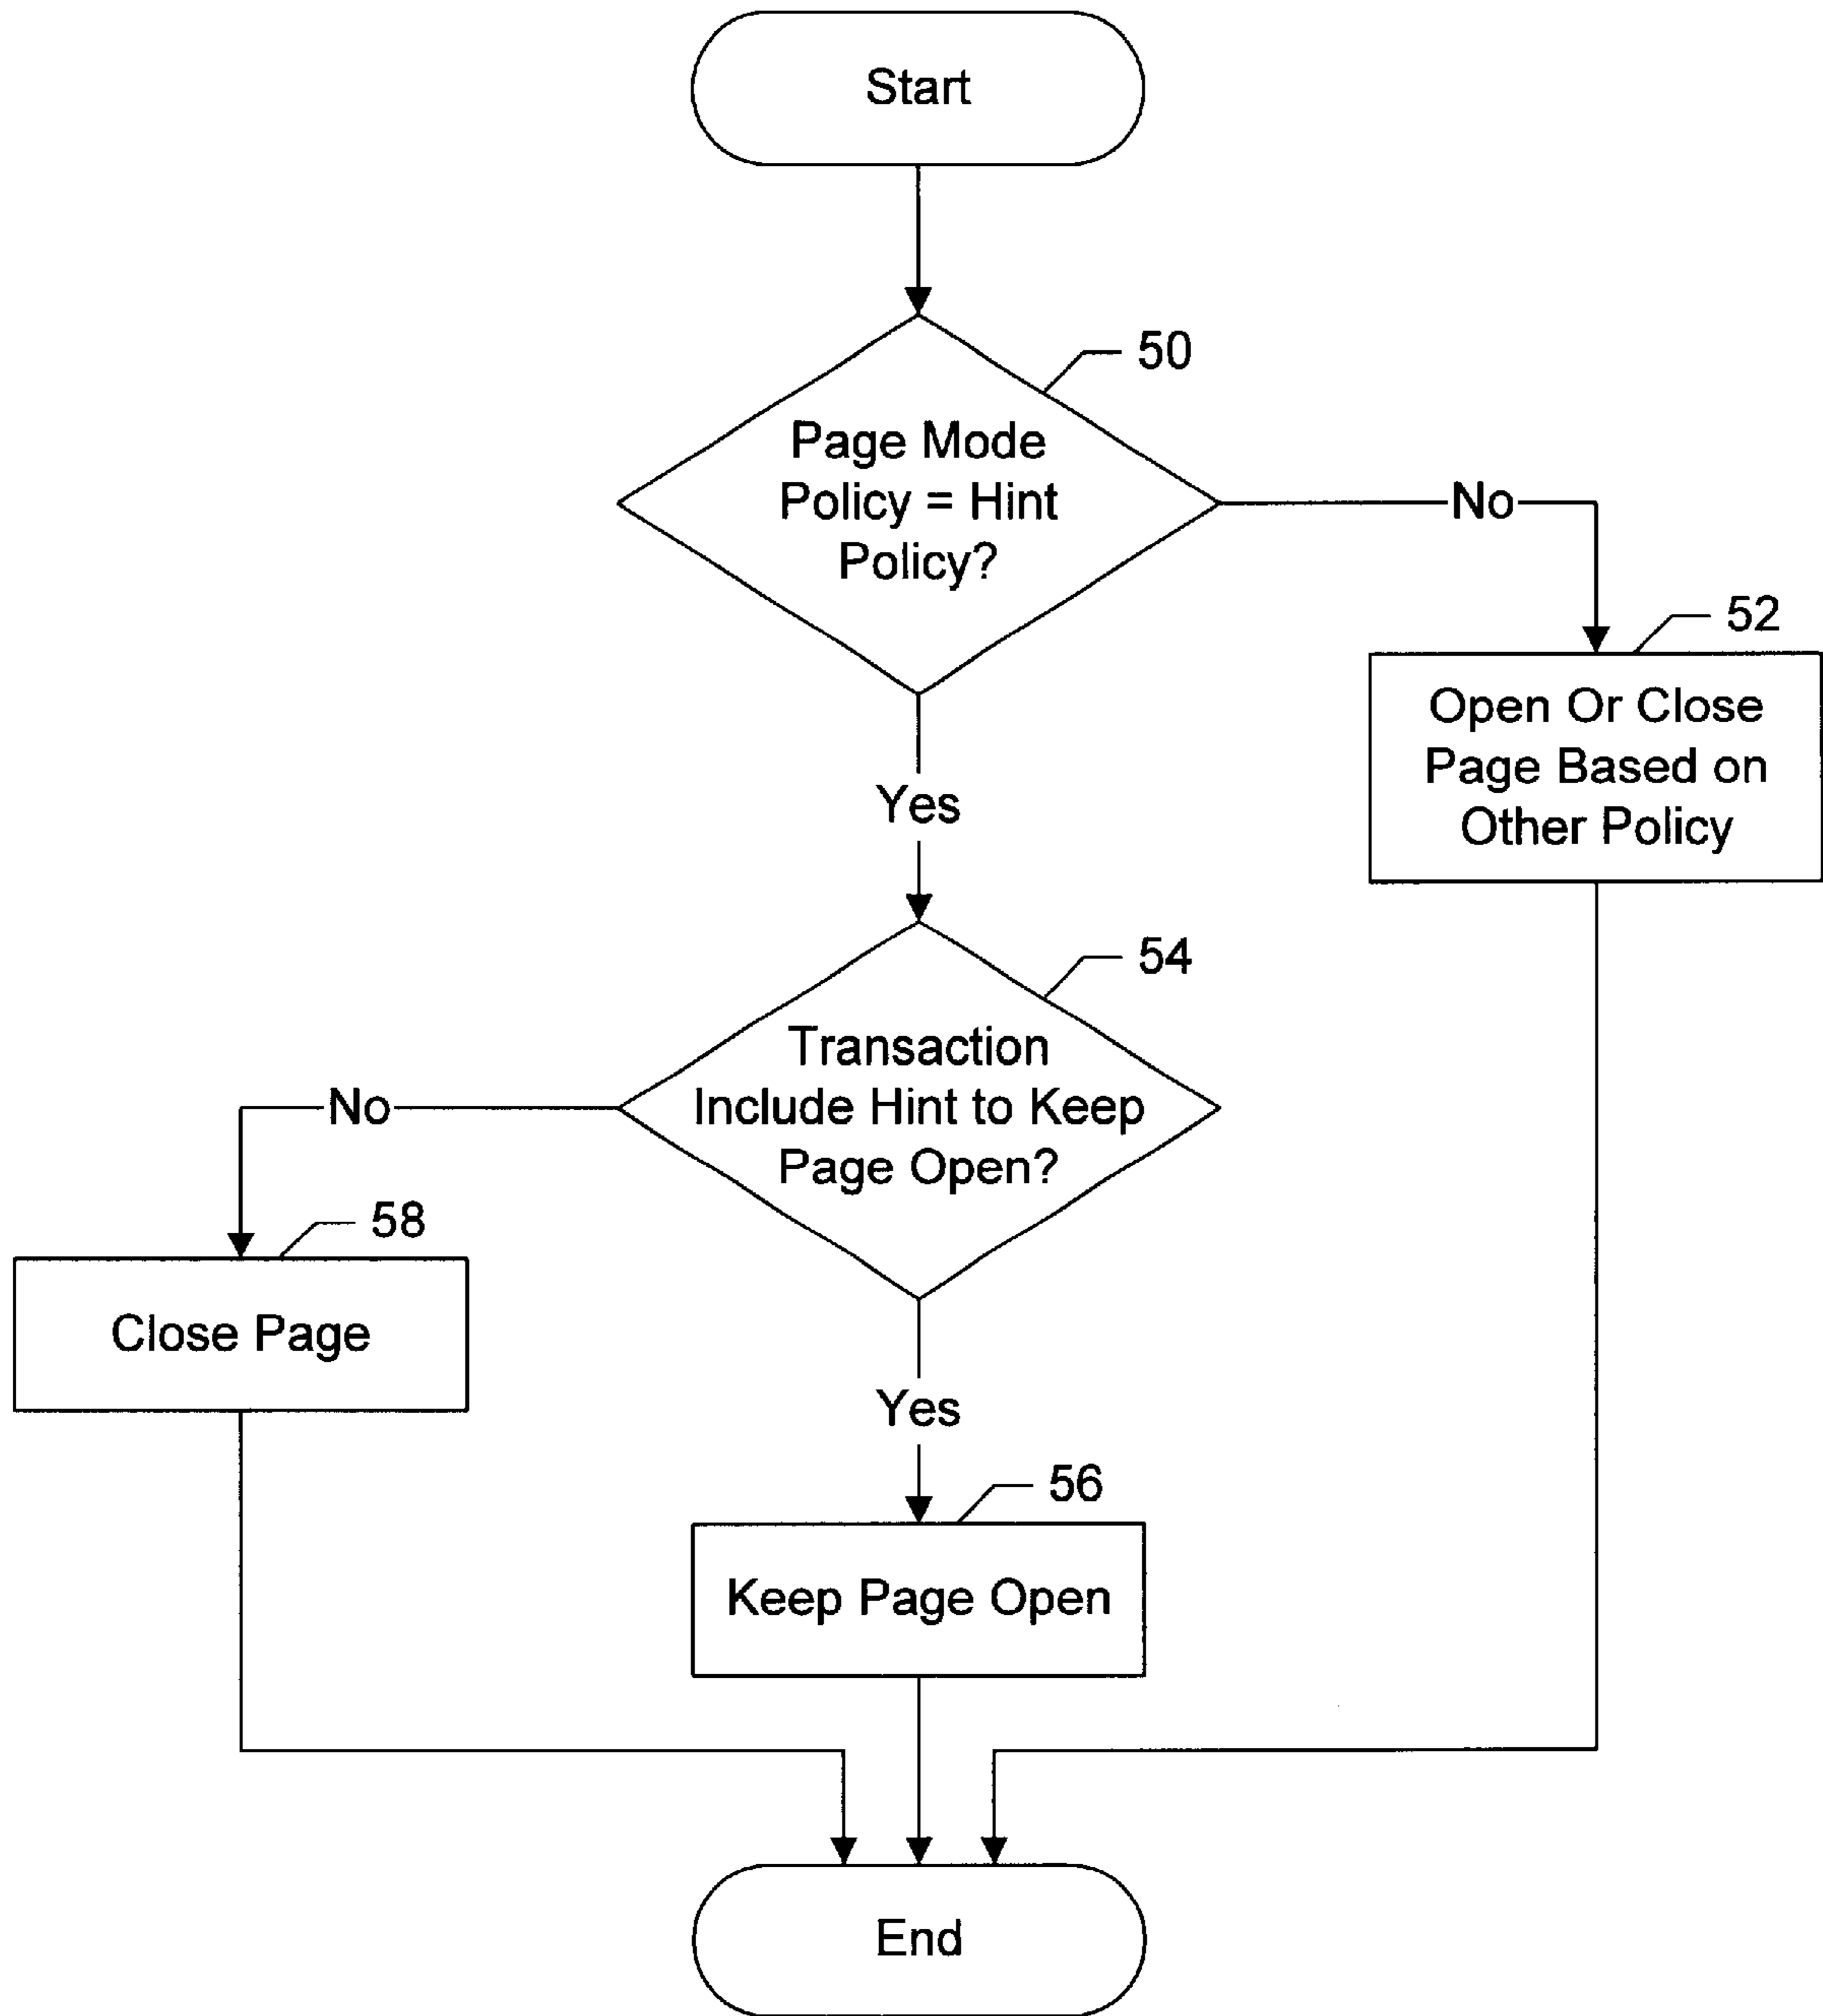 Start
50
Page Mode
Policy = Hint
Policy?
No
52
Open Or Close
Page Based on
Other Policy
Yes
54
Transaction
Include Hint to Keep
Page Open?
No
58
Close Page
Yes
56
Keep Page Open
End